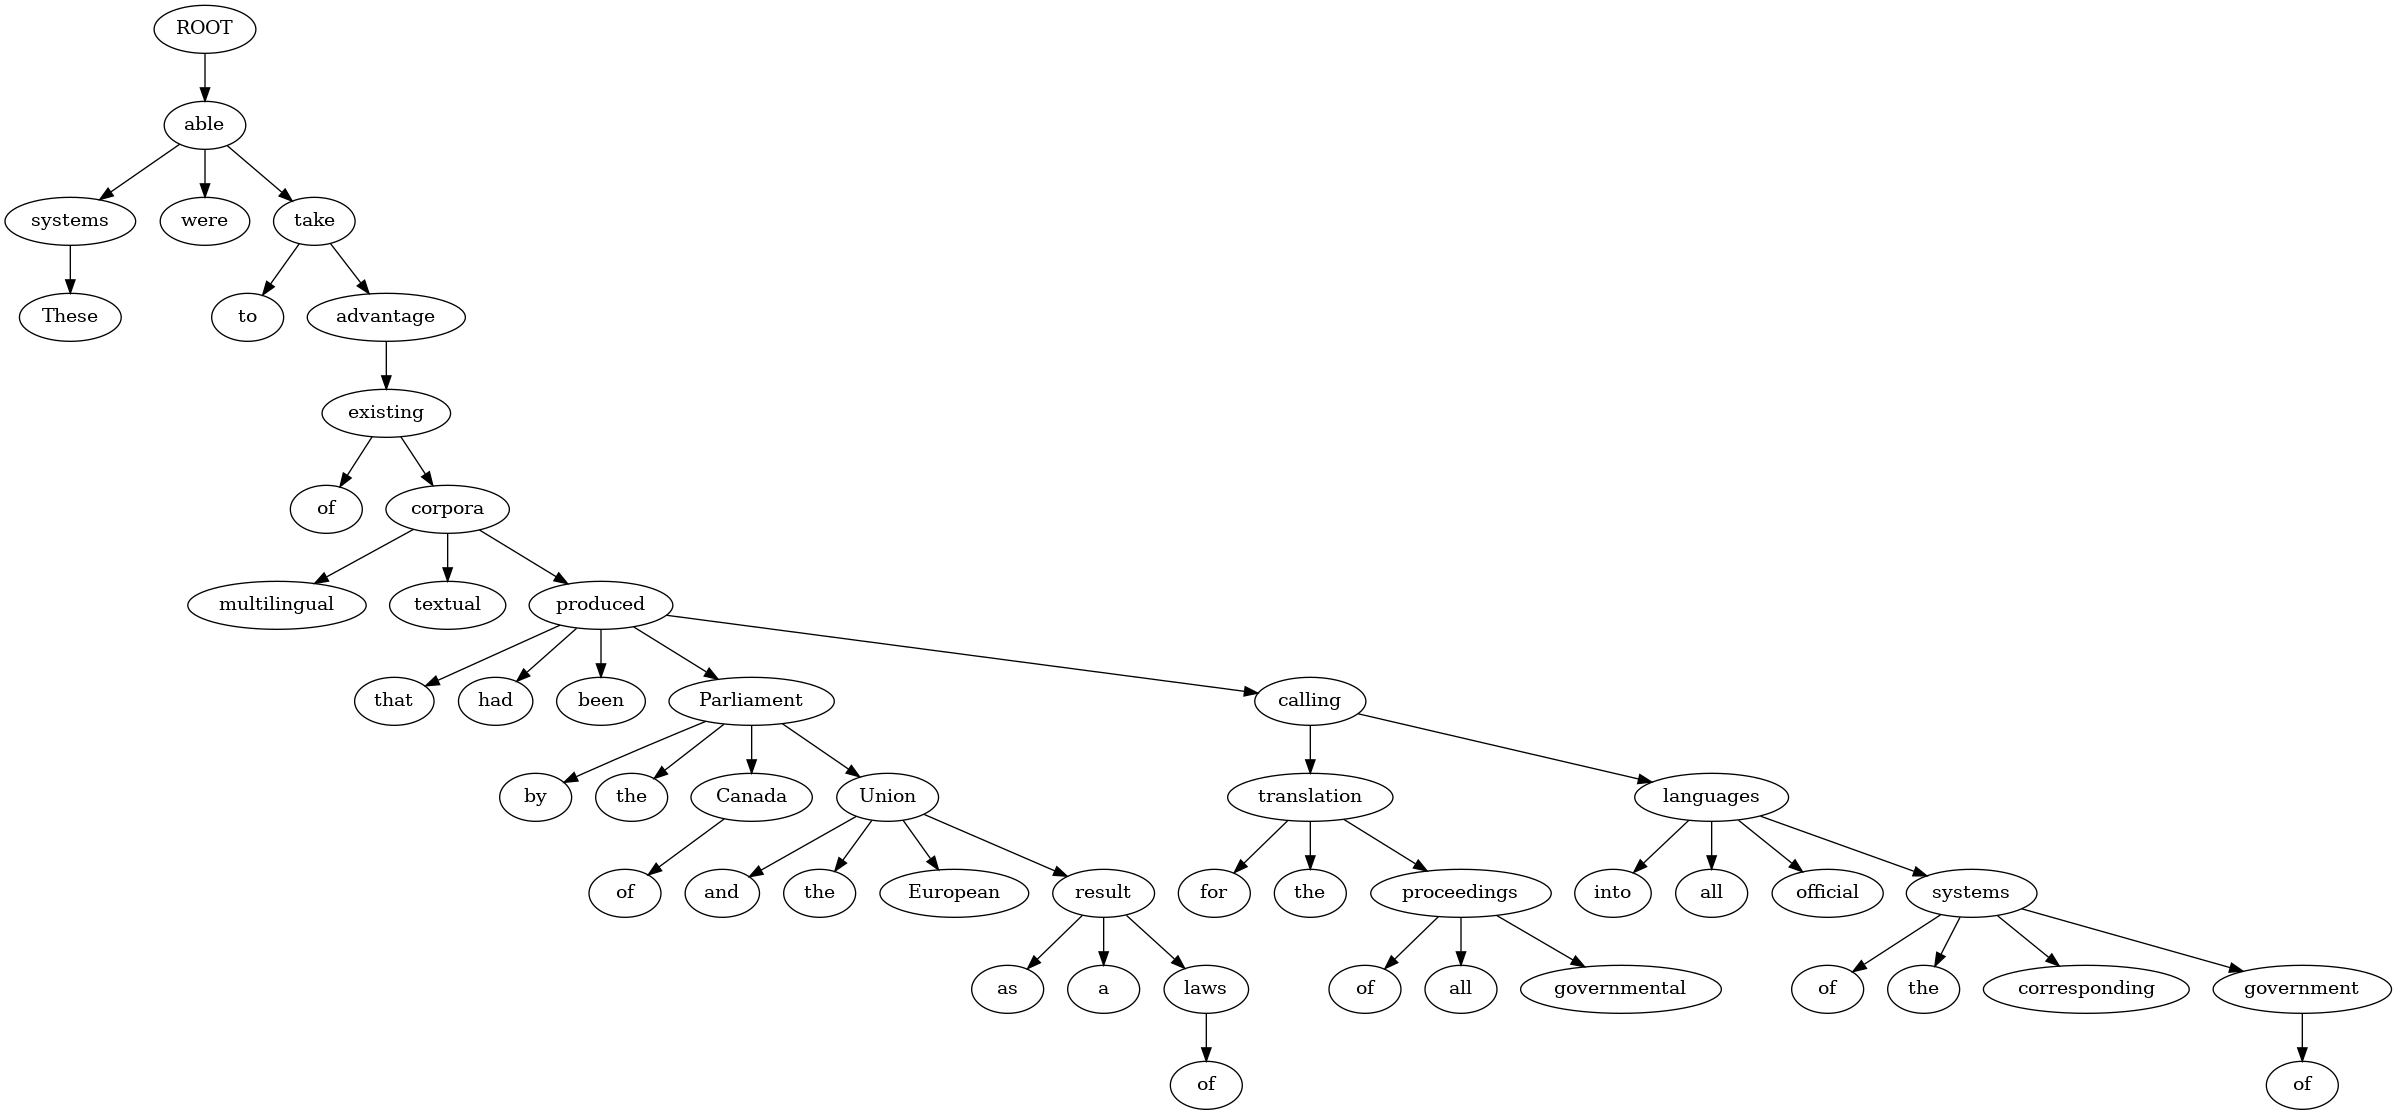 ROOT
able
systems were take
These to advantage
existing
of corpora
multilingual textual produced
that had been Parliament calling
by the Canada Union translation languages
of and the European result for the proceedings into all official systems
as a laws of all governmental of the corresponding government
of of